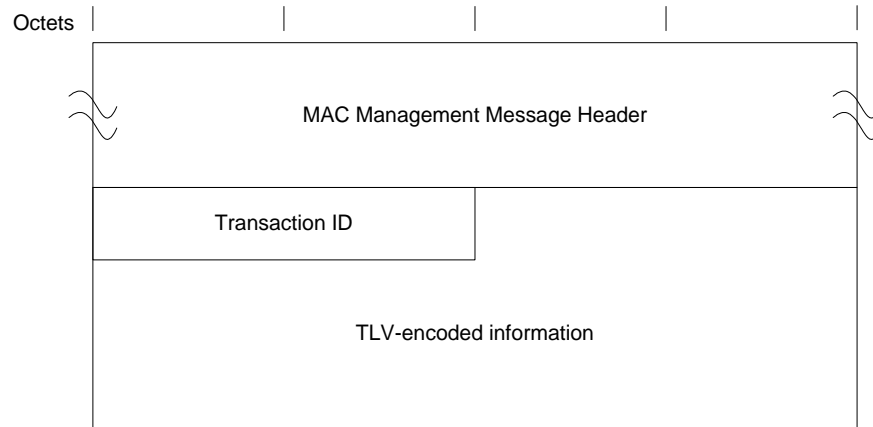 Octets
MAC Management Message Header
Transaction ID
TLV-encoded information